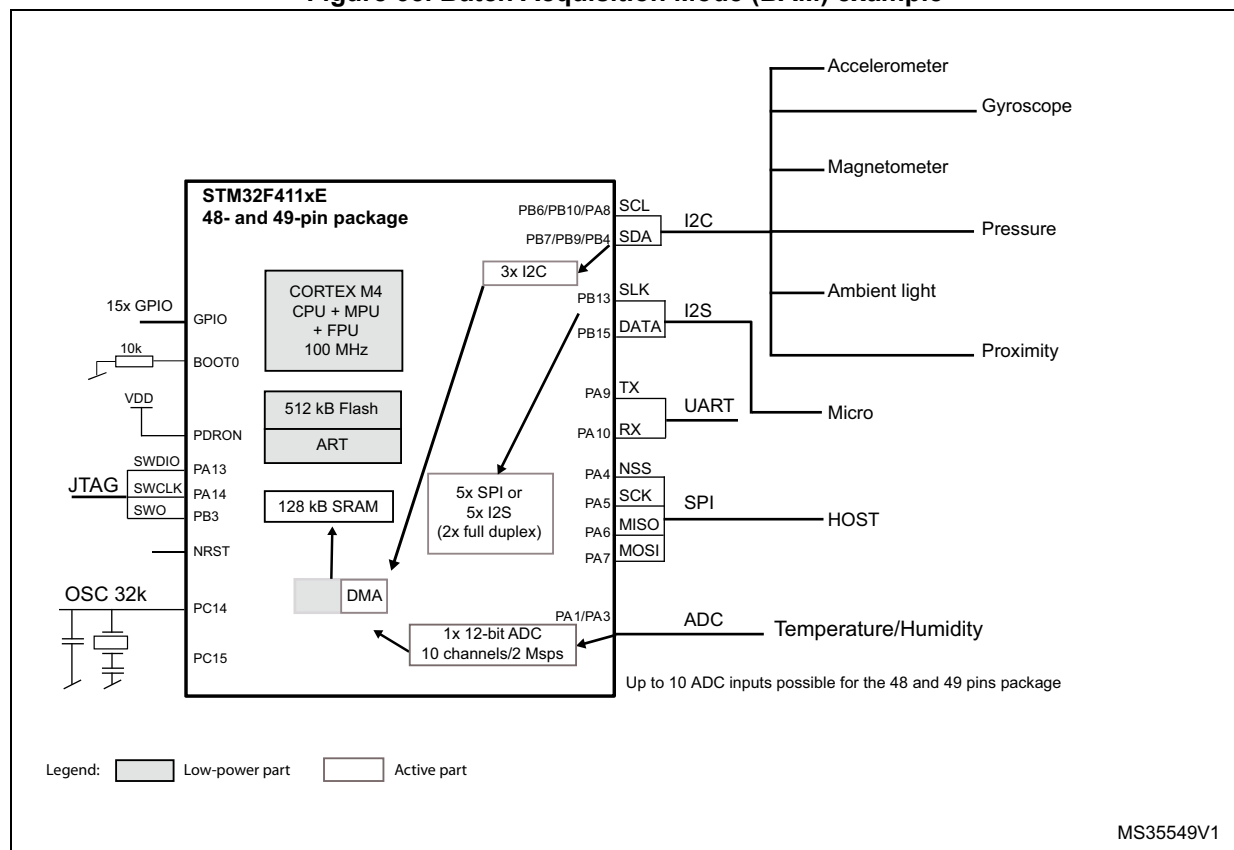 STM32F411xE
48- and 49-pin package
CORTEX M4
CPU + MPU
+ FPU
100 MHz
512 kB Flash
ART
128 kB SRAM
DMA
3x I2C
5x SPI or
5x I2S
(2x full duplex)
1x 12-bit ADC
10 channels/2 Msps
15x GPIO
GPIO
10k
BOOT0
VDD
PDRON
JTAG
SWDIO
PA13
SWCLK
PA14
SWO
PB3
NRST
OSC 32k
PC14
PC15
PB6/PB10/PA8
SCL
PB7/PB9/PB4
SDA
I2C
PB13
SLK
PB15
DATA
I2S
PA9
TX
PA10
RX
UART
PA4
NSS
PA5
SCK
PA6
MISO
PA7
MOSI
SPI
HOST
PA1/PA3
ADC
Temperature/Humidity
Accelerometer
Gyroscope
Magnetometer
Pressure
Ambient light
Proximity
Micro
Up to 10 ADC inputs possible for the 48 and 49 pins package
Legend:
Low-power part
Active part
MS35549V1